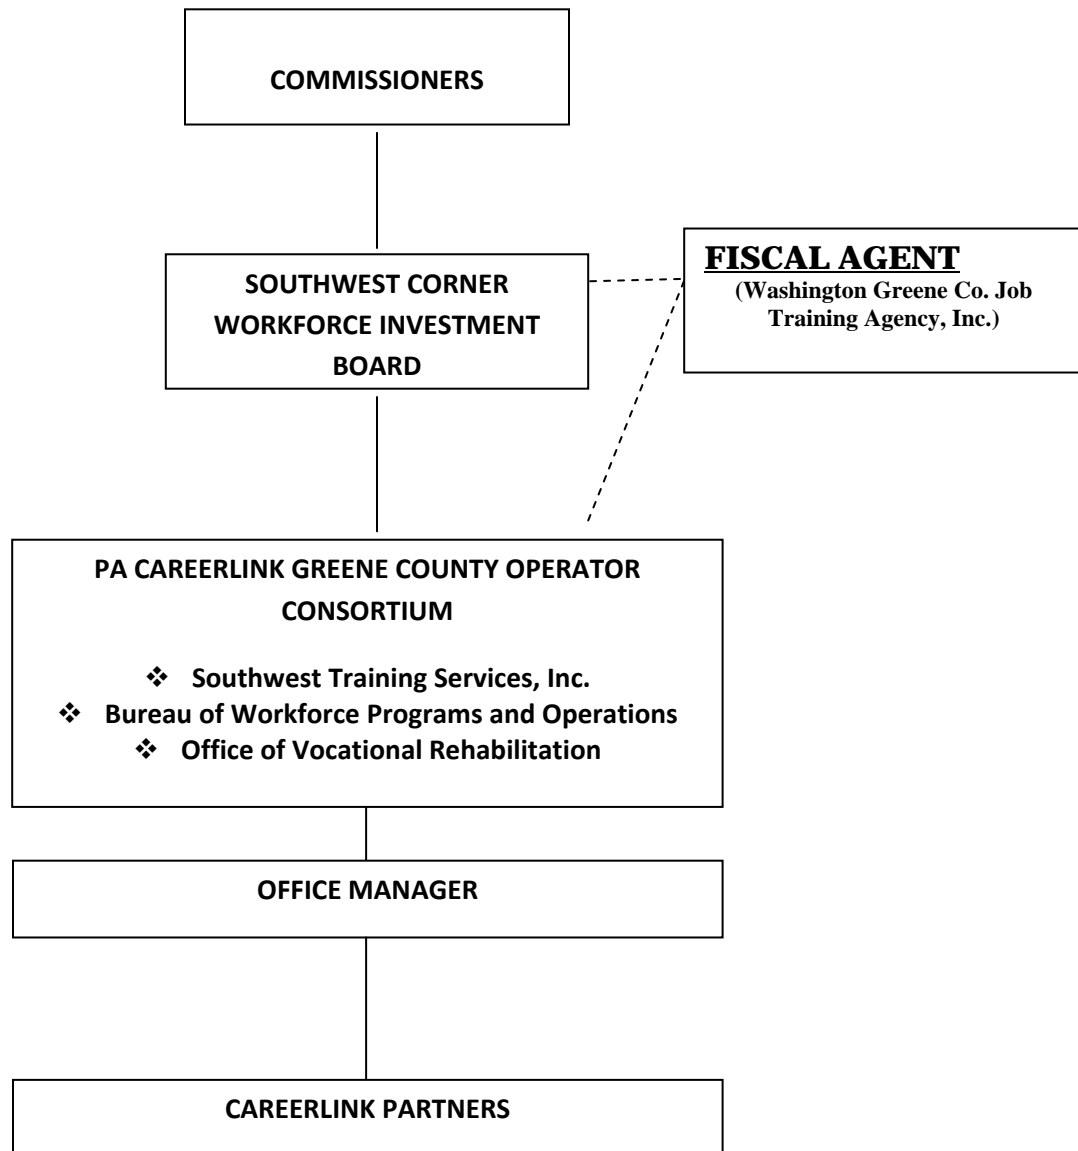 COMMISSIONERS
SOUTHWEST CORNER
WORKFORCE INVESTMENT
BOARD
FISCAL AGENT
(Washington Greene Co. Job
Training Agency, Inc.)
PA CAREERLINK GREENE COUNTY OPERATOR
CONSORTIUM
❖ Southwest Training Services, Inc.
❖ Bureau of Workforce Programs and Operations
❖ Office of Vocational Rehabilitation
OFFICE MANAGER
CAREERLINK PARTNERS